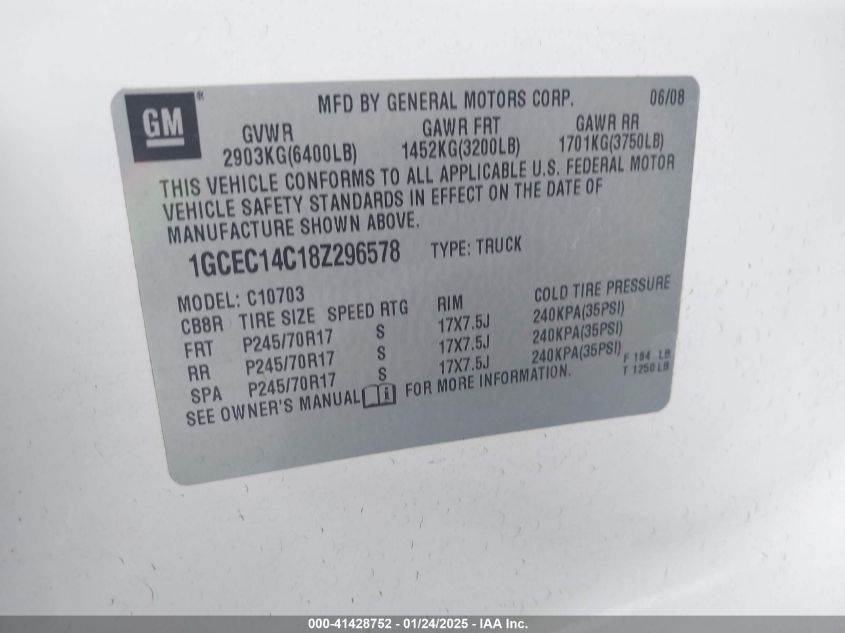 GM® MFD BY GENERAL MOTORS CORP. 06/08
GVWR GAWR FRT GAWR RR
2903KG(6400LB) 1452KG(3200LB) 1701KG(3750LB)
THIS VEHICLE CONFORMS TO ALL APPLICABLE U.S. FEDERAL MOTOR
VEHICLE SAFETY STANDARDS IN EFFECT ON THE DATE OF
MANUFACTURE SHOWN ABOVE.
1GCEC14C18Z296578 TYPE: TRUCK
MODEL: C10703
CB8R TIRE SIZE SPEED RTG RIM COLD TIRE PRESSURE
FRT P245/70R17 S 17X7.5J 240KPA(35PSI)
RR P245/70R17 S 17X7.5J 240KPA(35PSI)
SPA P245/70R17 S 17X7.5J 240KPA(35PSI) F 184 LB
T 1250 LB
SEE OWNER'S MANUAL i FOR MORE INFORMATION.
000-41428752 — 01/24/2025 — IAA Inc.